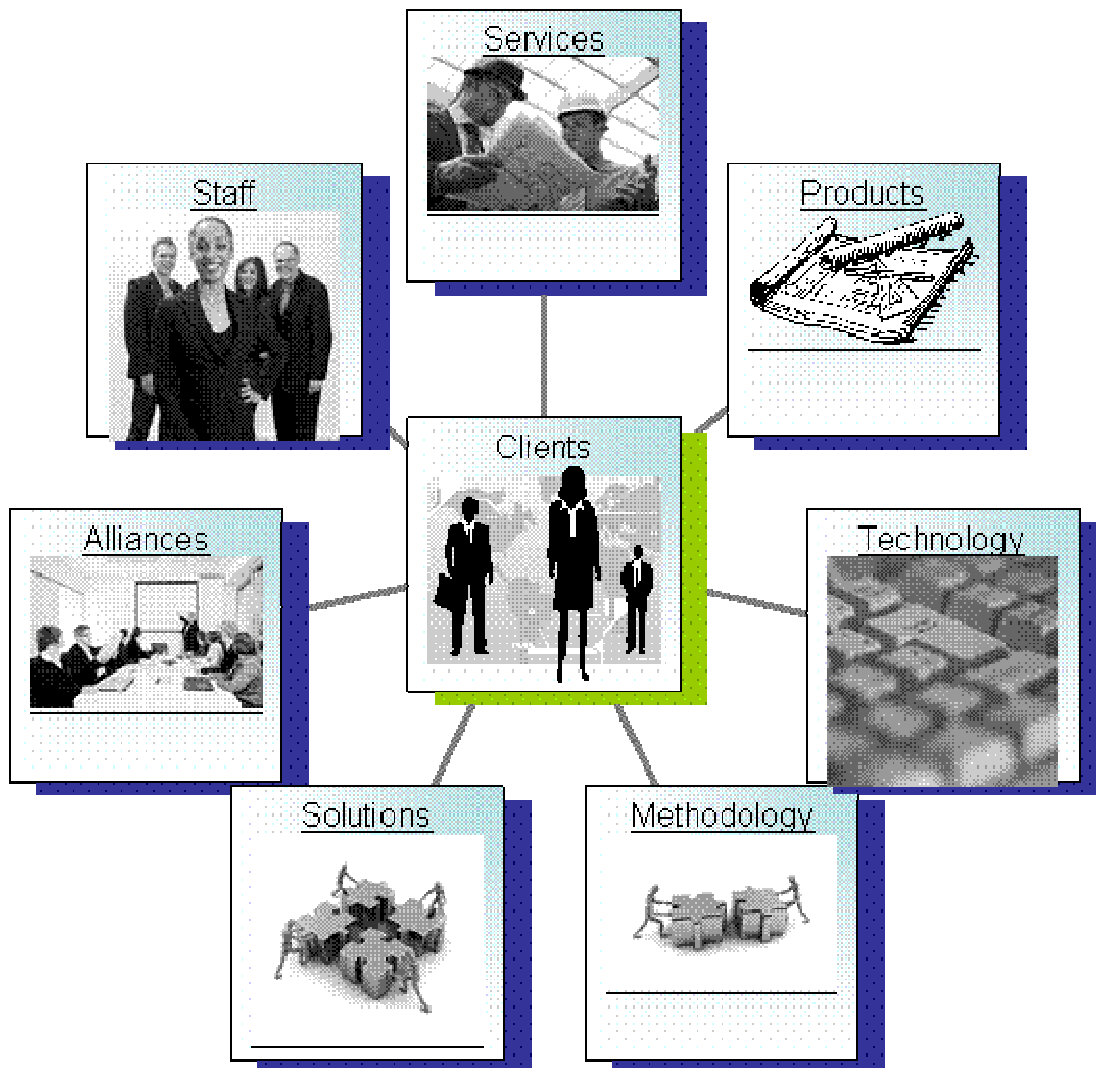 Services
Staff
Products
Clients
Alliances
Technology
Solutions
Methodology